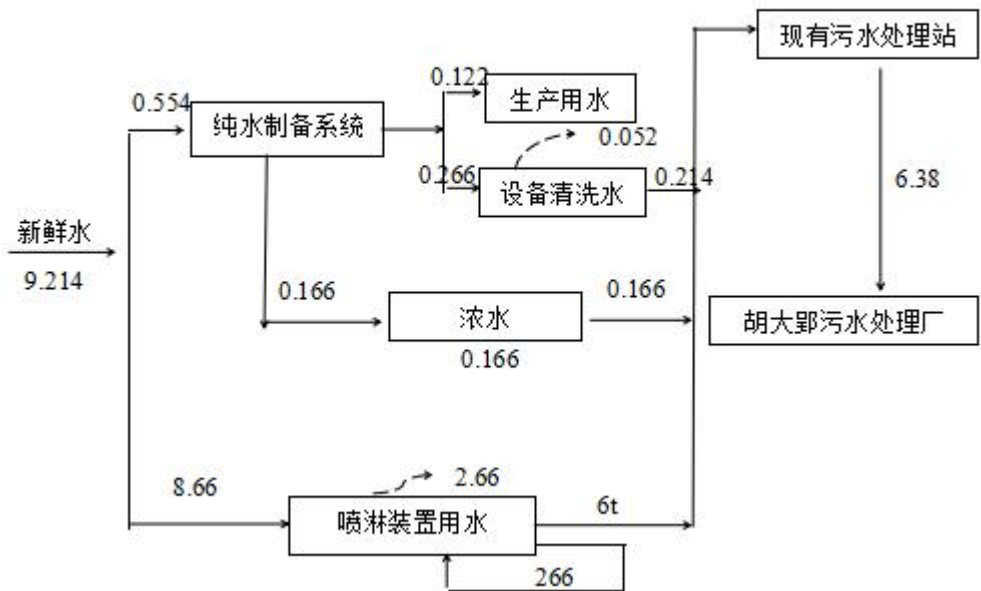 现有污水处理站
0.122
0.554
生产用水
纯水制备系统
0.052
0.266
0.214
设备清洗水
6.38
新鲜水
9.214
0.166
0.166
浓水
胡大郢污水处理厂
0.166
8.66
2.66
6t
喷淋装置用水
266